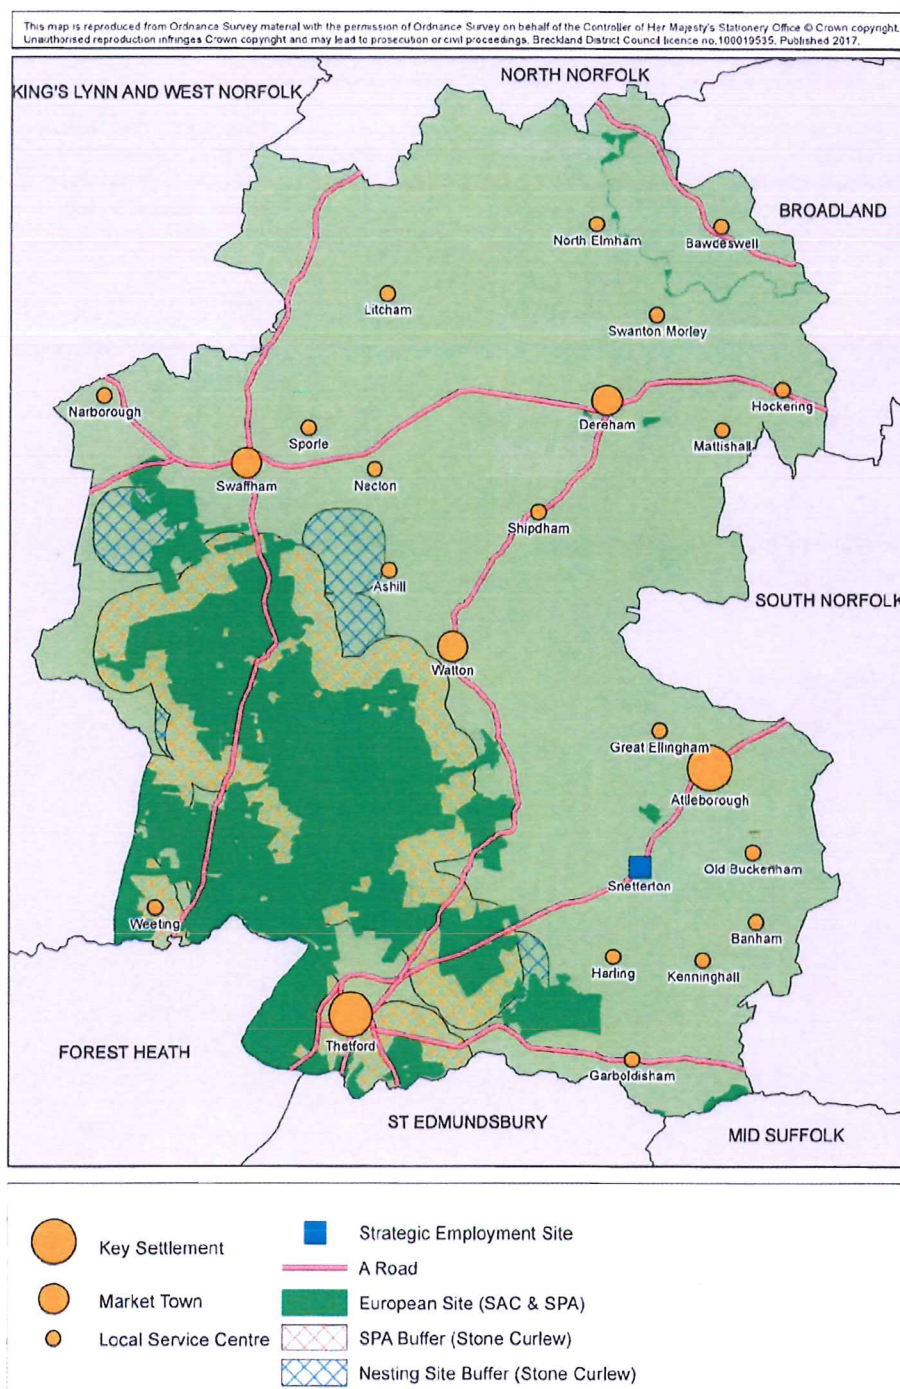 This map is reproduced from Ordnance Survey material with the permission of Ordnance Survey on behalf of the Controller of Her Majesty's Stationery Office © Crown copyright.
Unauthorised reproduction infringes Crown copyright and may lead to prosecution or civil proceedings. Breckland District Council licence no.100019535. Published 2017.
NORTH NORFOLK
KING'S LYNN AND WEST NORFOLK
BROADLAND
North Elmham
Bawdeswell
Litcham
Swanton Morley
Narborough
Hockering
Dereham
Sporle
Mattishall
Swaffham
Necton
Shipdham
Ashill
SOUTH NORFOLK
Watton
Great Ellingham
Attleborough
Old Buckenham
Snetterton
Weeting
Banham
Harling
Kenninghall
Thetford
FOREST HEATH
Garboldisham
ST EDMUNDSBURY
MID SUFFOLK
Key Settlement
Market Town
Local Service Centre
Strategic Employment Site
A Road
European Site (SAC & SPA)
SPA Buffer (Stone Curlew)
Nesting Site Buffer (Stone Curlew)